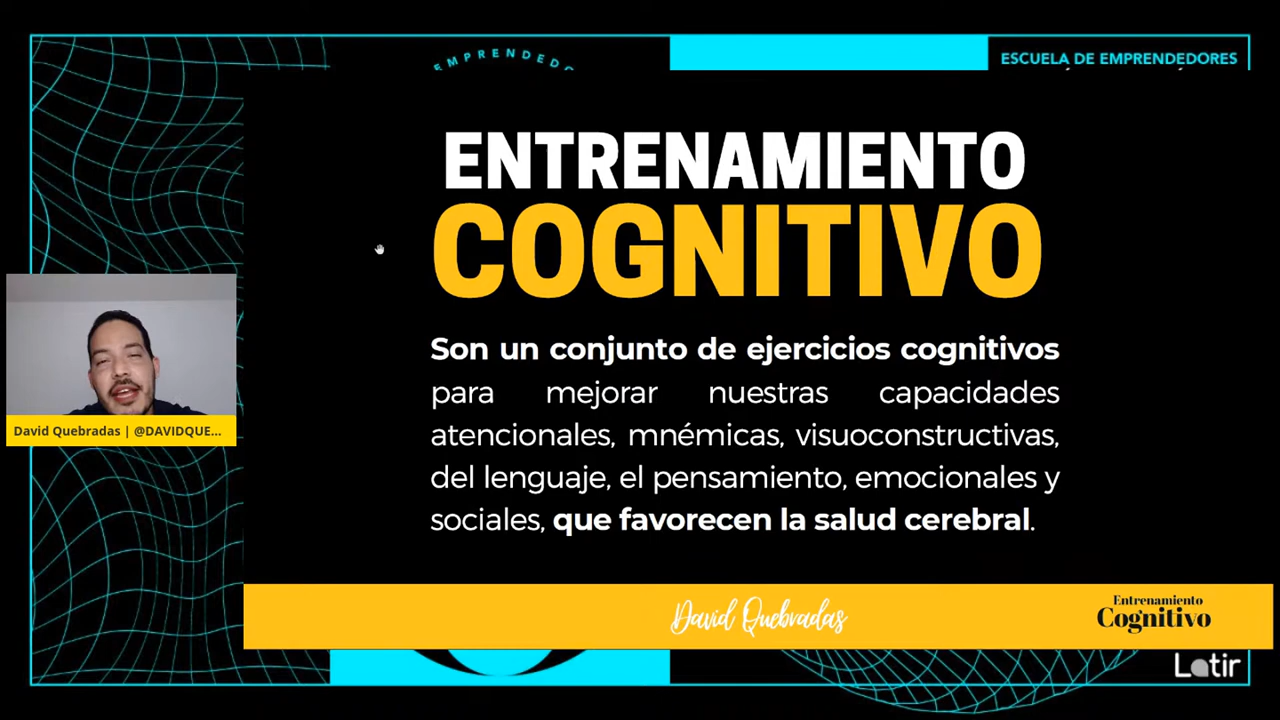 EMPRENDEDO
ESCUELA DE EMPRENDEDORES
ENTRENAMIENTO
COGNITIVO
Son un conjunto de ejercicios cognitivos
para mejorar nuestras capacidades
atencionales, mnémicas, visuoconstructivas,
del lenguaje, el pensamiento, emocionales y
sociales, que favorecen la salud cerebral.
David Quebradas | @DAVIDQUE...
David Quebradas
Entrenamiento
Cognitivo
Latir